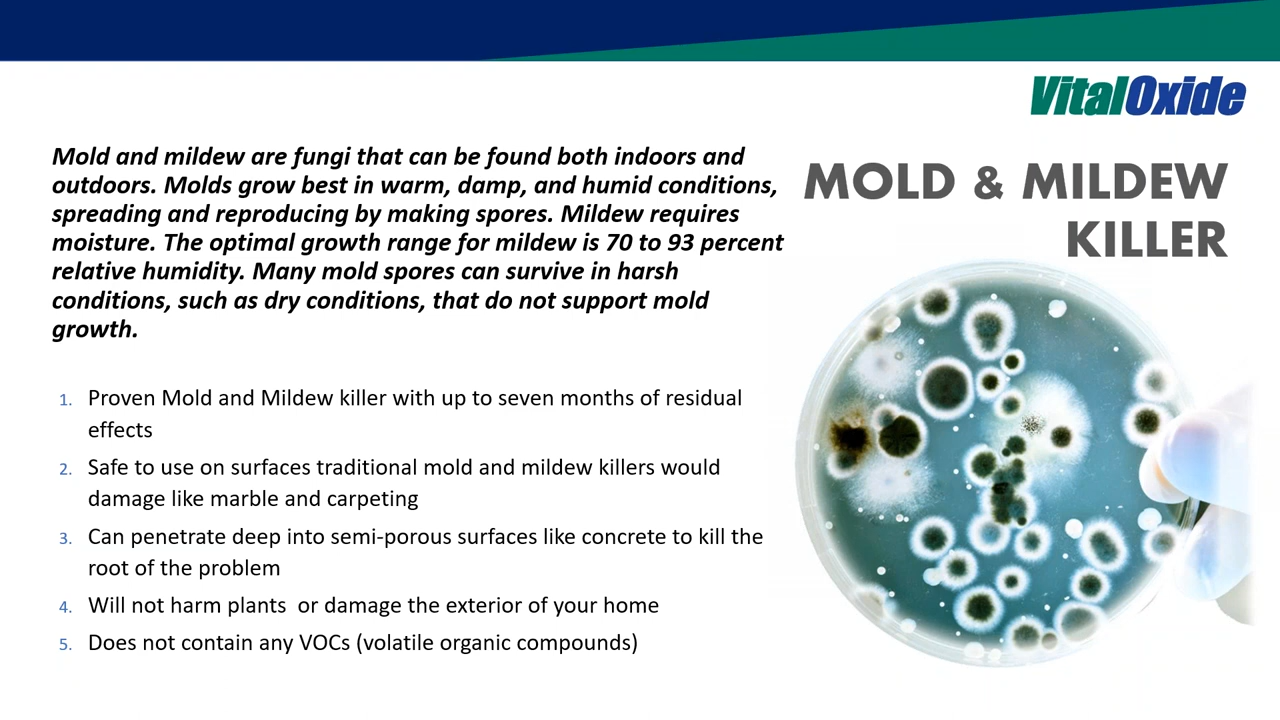 VitalOxide
MOLD & MILDEW
KILLER
Mold and mildew are fungi that can be found both indoors and
outdoors. Molds grow best in warm, damp, and humid conditions,
spreading and reproducing by making spores. Mildew requires
moisture. The optimal growth range for mildew is 70 to 93 percent
relative humidity. Many mold spores can survive in harsh
conditions, such as dry conditions, that do not support mold
growth.
1. Proven Mold and Mildew killer with up to seven months of residual
effects
2. Safe to use on surfaces traditional mold and mildew killers would
damage like marble and carpeting
3. Can penetrate deep into semi-porous surfaces like concrete to kill the
root of the problem
4. Will not harm plants  or damage the exterior of your home
5. Does not contain any VOCs (volatile organic compounds)